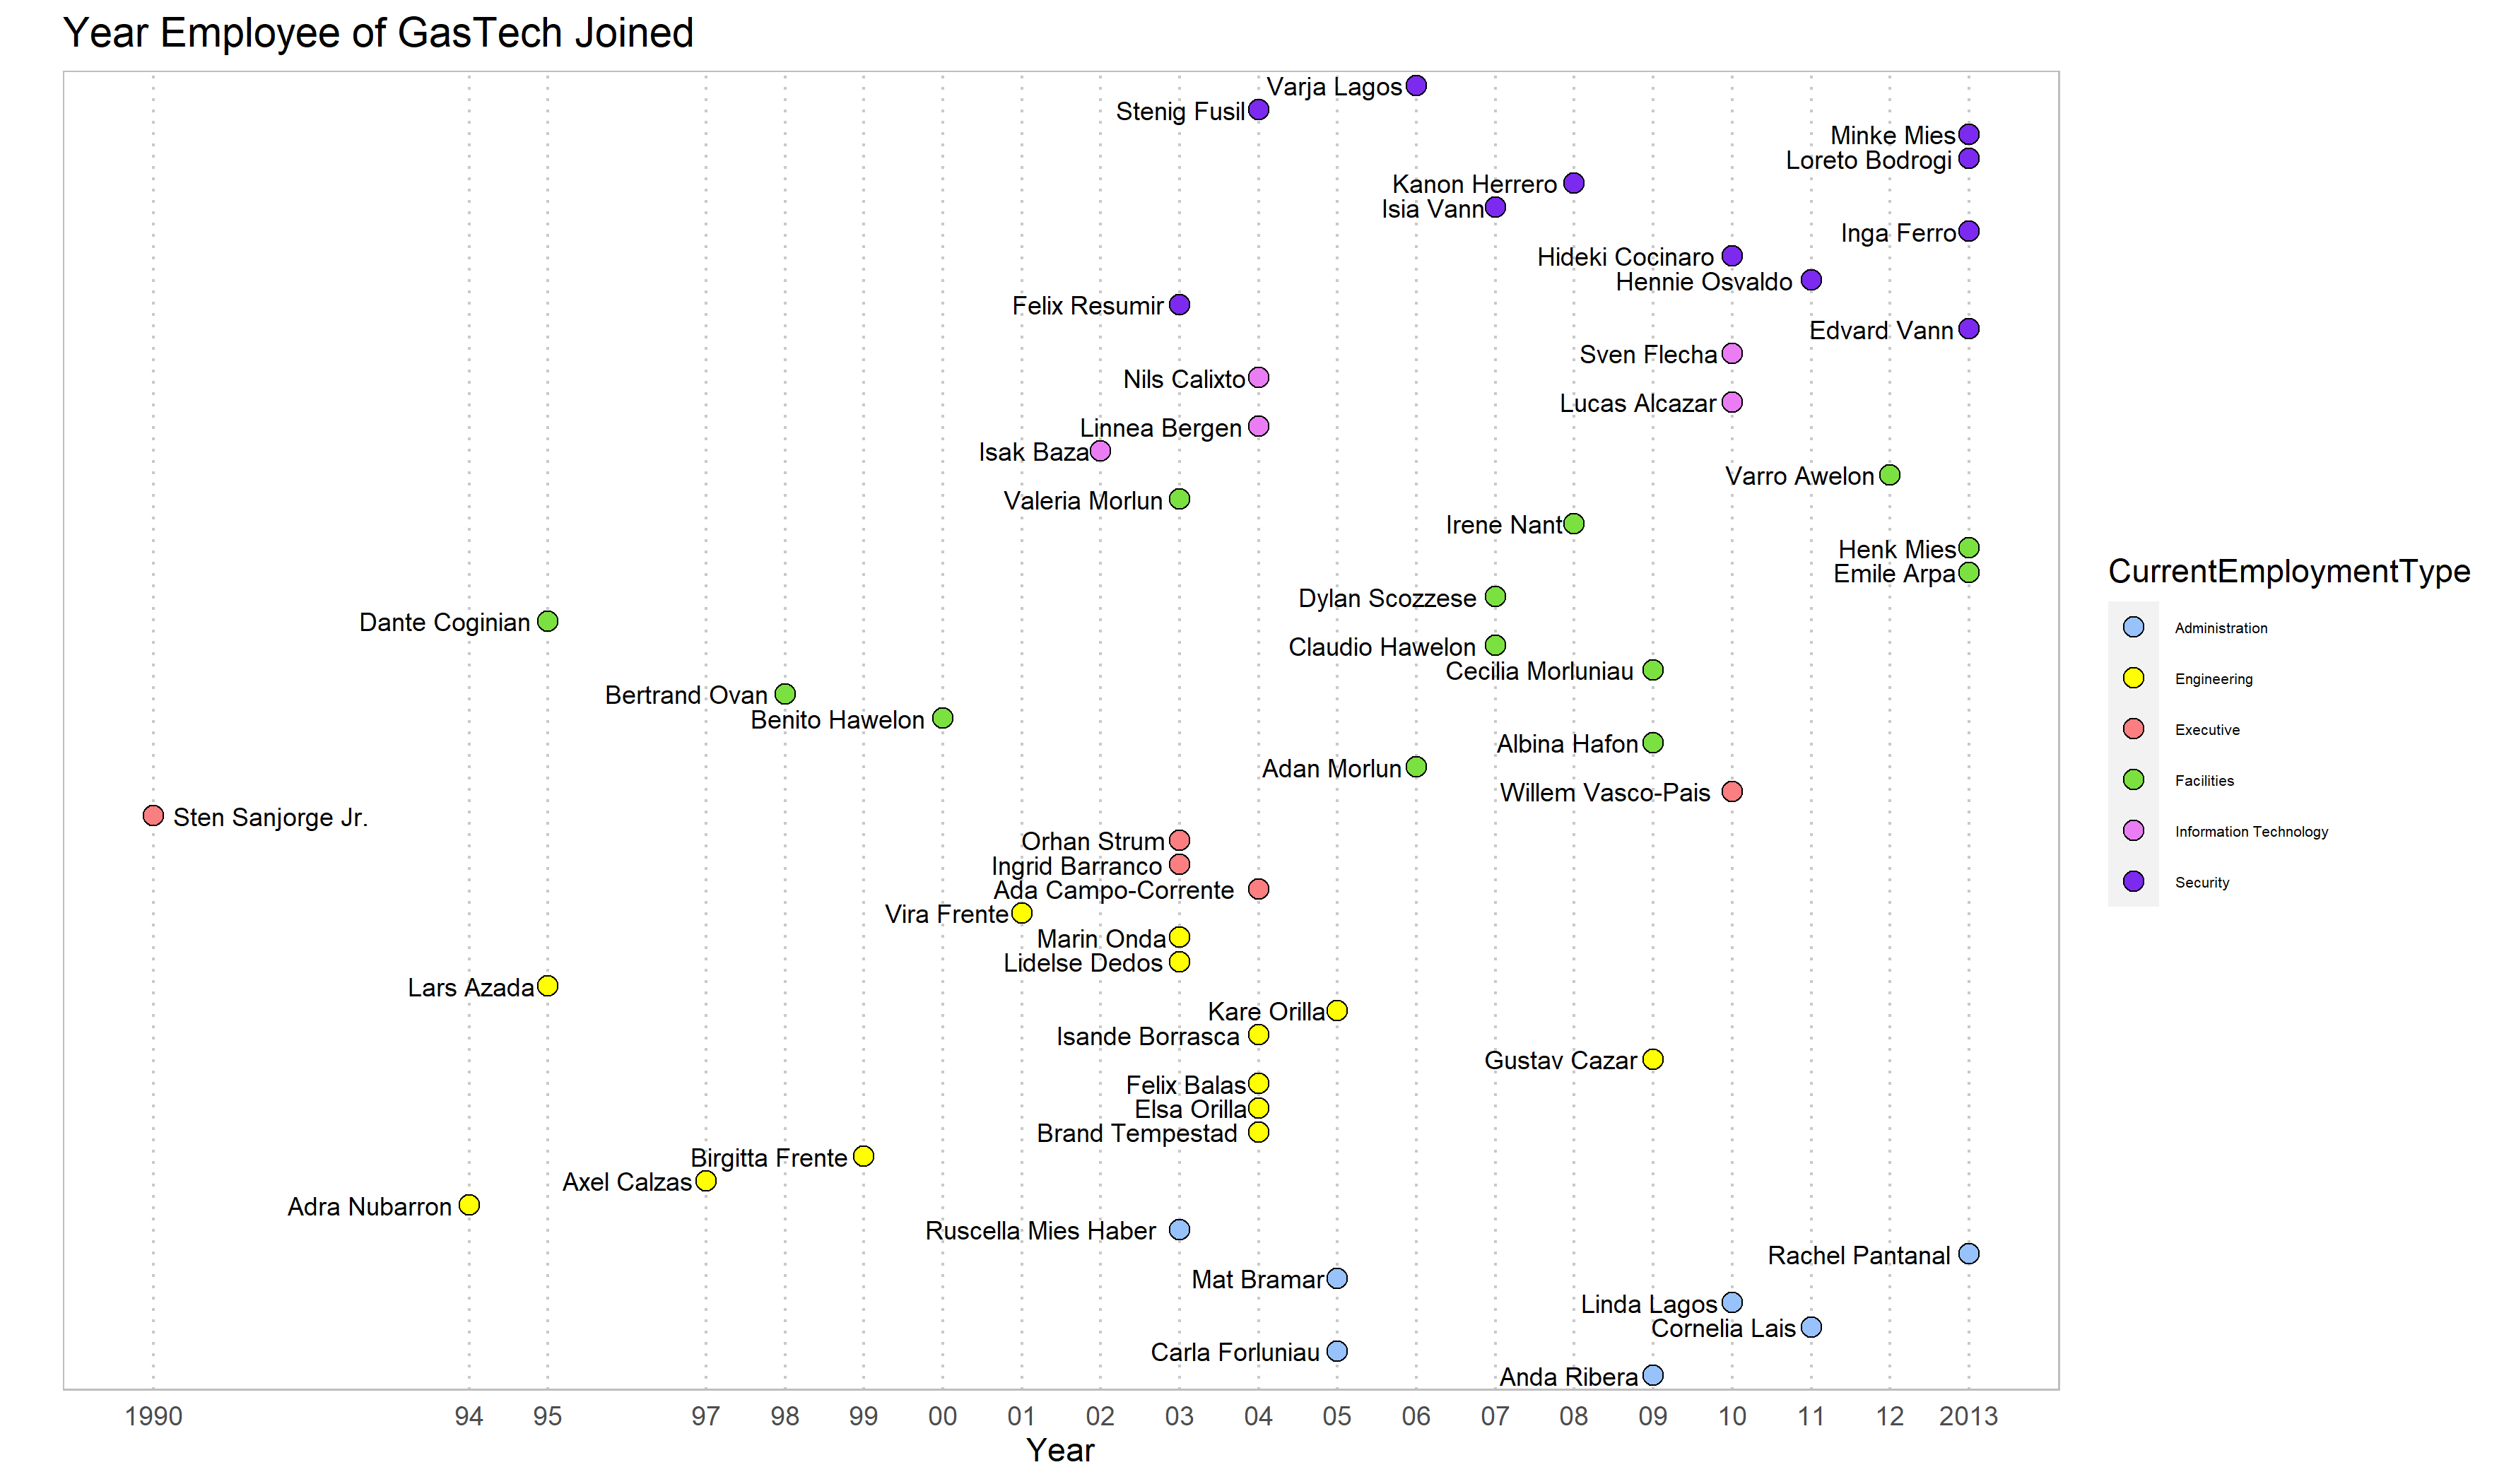 Year Employee of GasTech Joined
Varja Lagos
Stenig Fusil
Minke Mies
Loreto Bodrogi
Kanon Herrero
Isia Vann
Inga Ferro
Hideki Cocinaro
Hennie Osvaldo
Felix Resumir
Edvard Vann
Sven Flecha
Nils Calixto
Lucas Alcazar
Linnea Bergen
Isak Baza
Varro Awelon
Valeria Morlun
Irene Nant
Henk Mies
Emile Arpa
Dylan Scozzese
Dante Coginian
Claudio Hawelon
Cecilia Morluniau
Bertrand Ovan
Benito Hawelon
Albina Hafon
Adan Morlun
Willem Vasco-Pais
Sten Sanjorge Jr.
Orhan Strum
Ingrid Barranco
Ada Campo-Corrente
Vira Frente
Marin Onda
Lidelse Dedos
Lars Azada
Kare Orilla
Isande Borrasca
Gustav Cazar
Felix Balas
Elsa Orilla
Brand Tempestad
Birgitta Frente
Axel Calzas
Adra Nubarron
Ruscella Mies Haber
Rachel Pantanal
Mat Bramar
Linda Lagos
Cornelia Lais
Carla Forluniau
Anda Ribera
1990 94 95 97 98 99 00 01 02 03 04 05 06 07 08 09 10 11 12 2013
Year
CurrentEmploymentType
Administration
Engineering
Executive
Facilities
Information Technology
Security